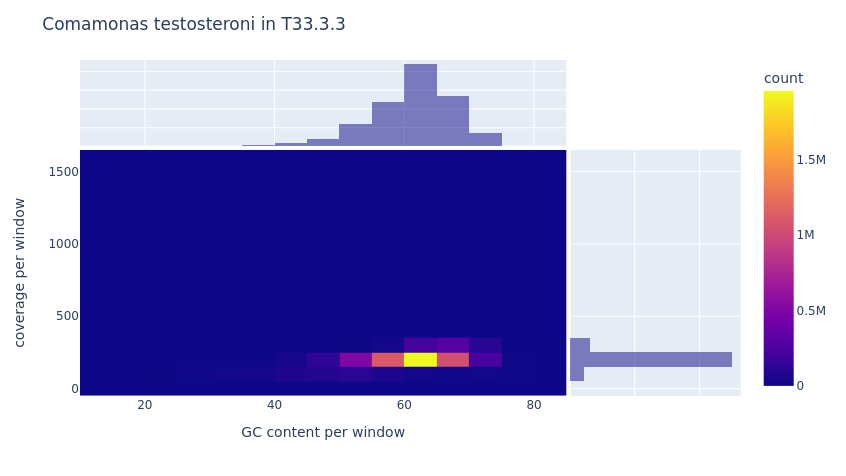 Comamonas testosteroni in T33.3.3
count
1.5M
1M
0.5M
0
coverage per window
1500
1000
500
0
20 40 60 80
GC content per window